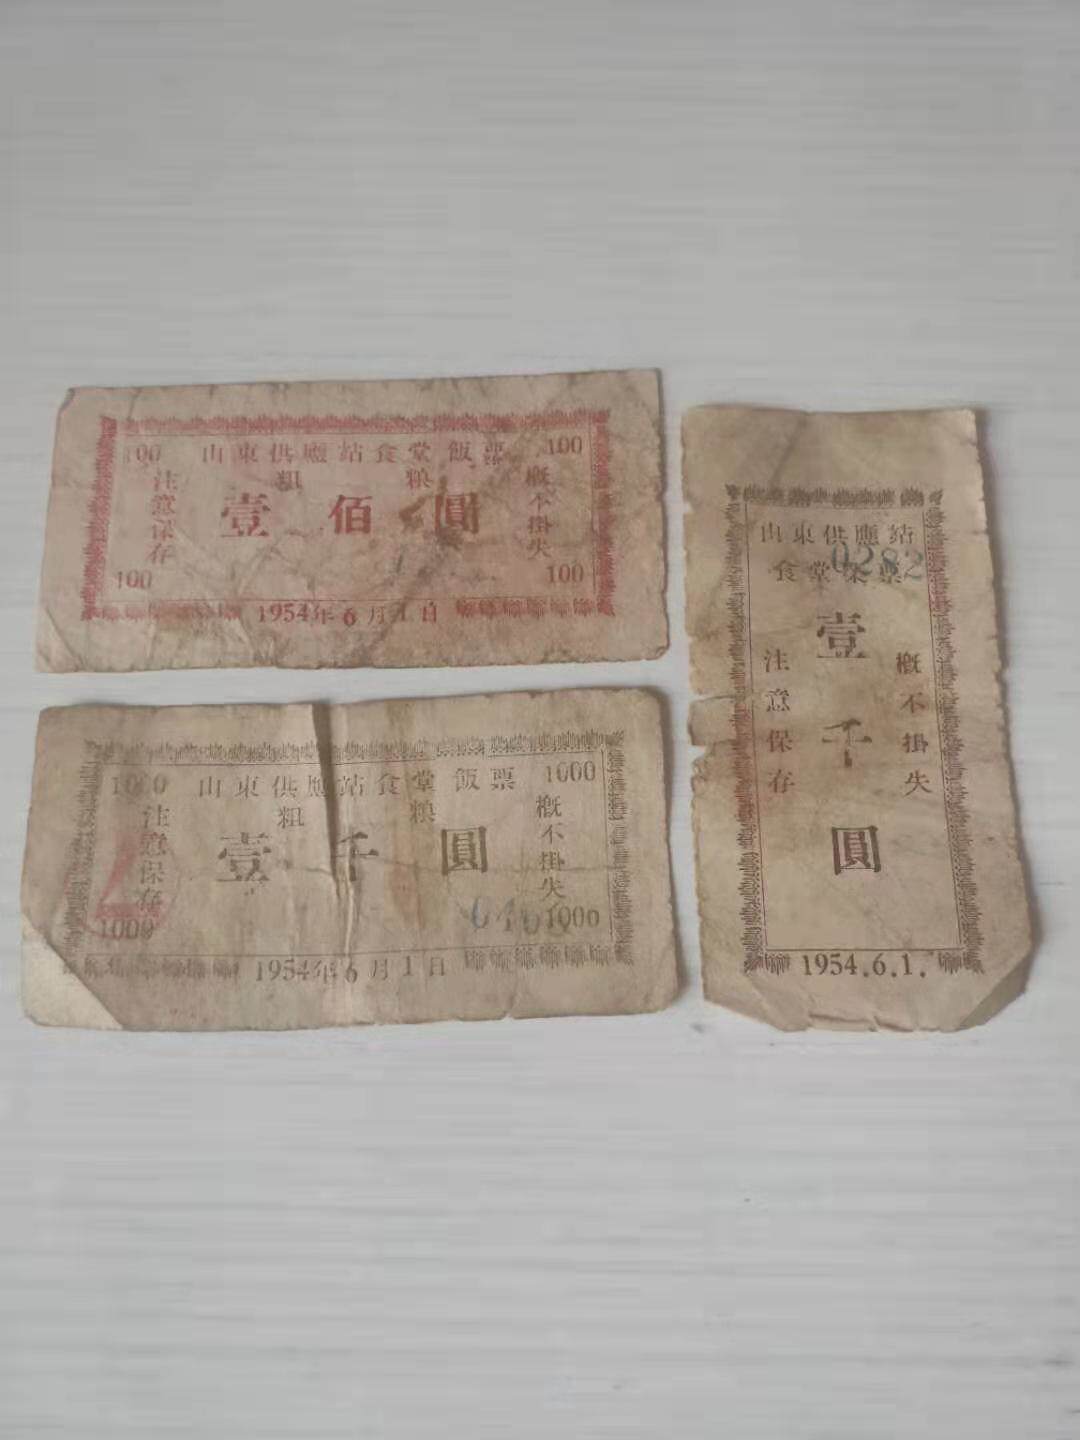 100 山東供應站食堂飯票 100
粗 粮
注意保存
壹佰圓
概不掛失
100 100
1954年6月1日
1000 山東供應站食堂飯票 1000
粗 粮
注意保存
壹千圓
概不掛失
1000 1000
1954年6月1日
山東供應站
食堂 票
0282
壹千圓
注意保存
概不掛失
1954.6.1.